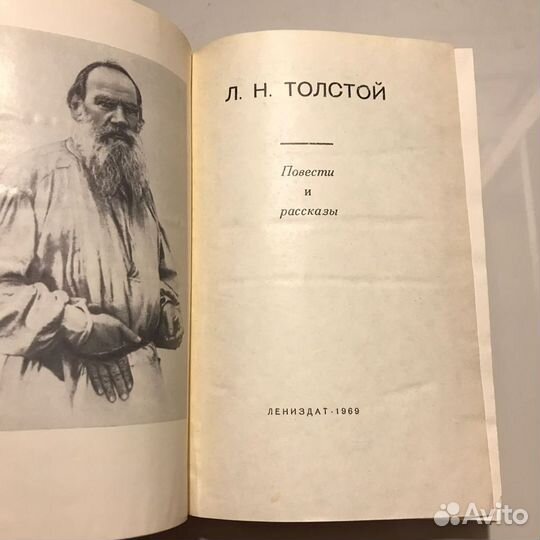 Л. Н. ТОЛСТОЙ
Повести
и
рассказы
ЛЕНИЗДАТ·1969
Avito